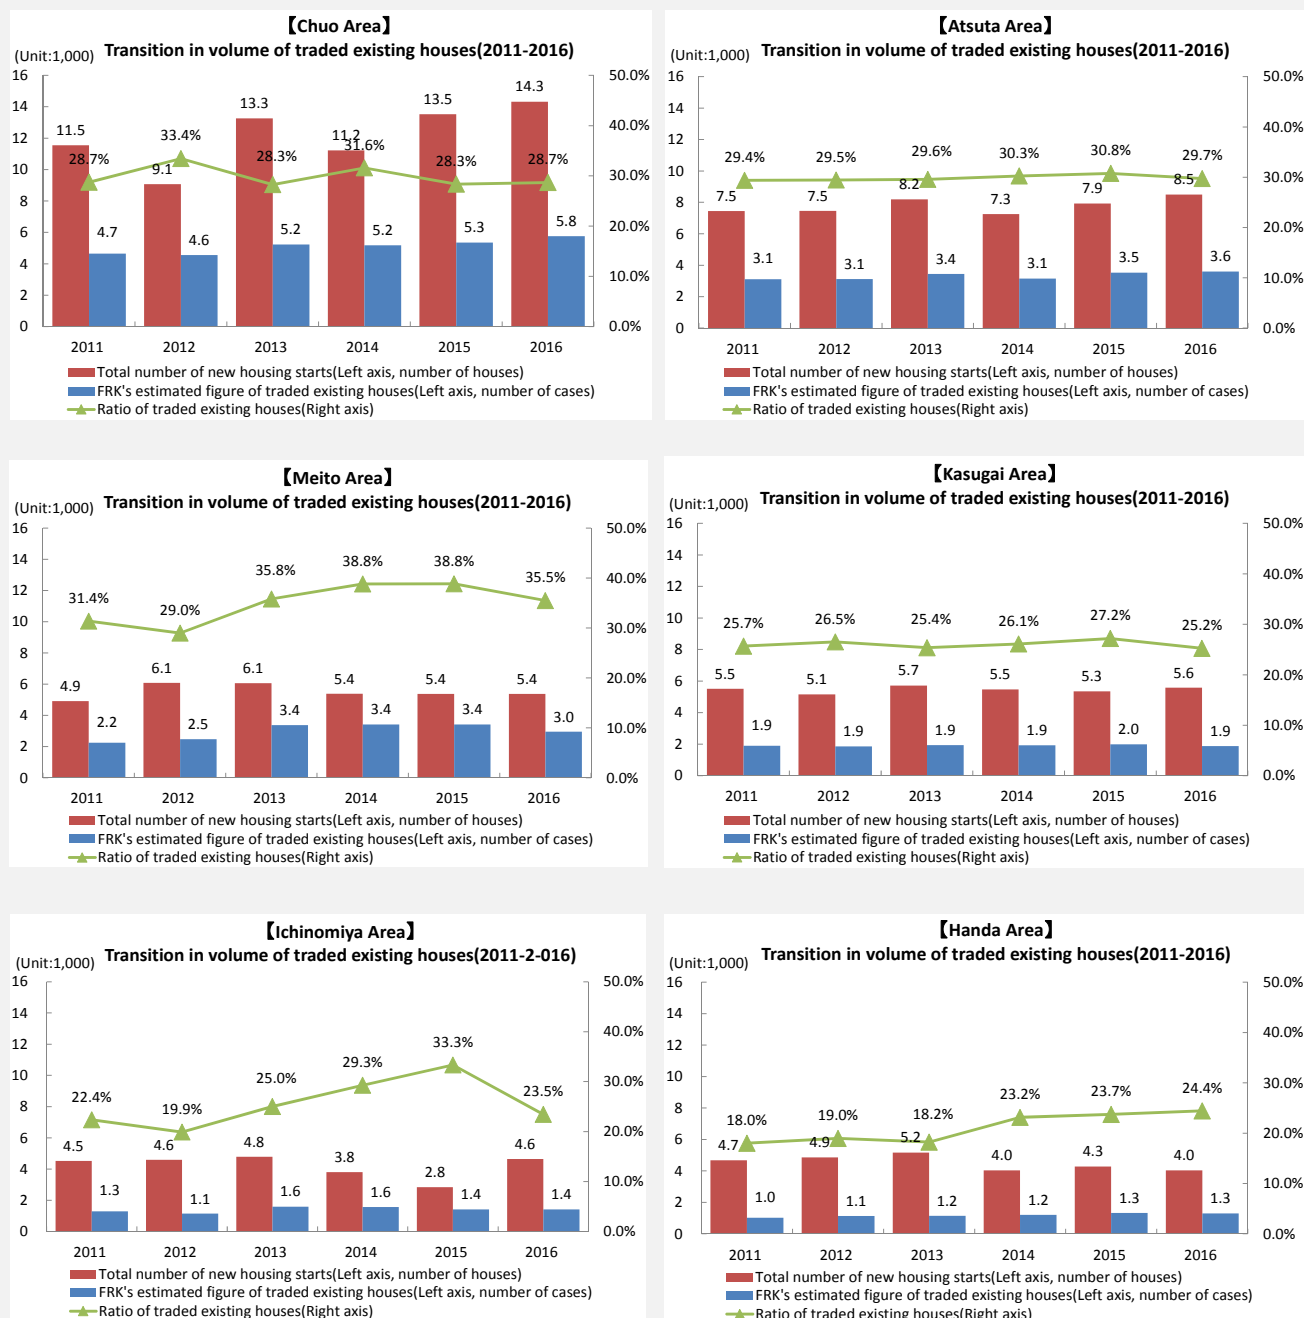 【Chuo Area】
(Unit:1,000) Transition in volume of traded existing houses(2011-2016)
16 14 12 10 8 6 4 2 0
50.0% 40.0% 30.0% 20.0% 10.0% 0.0%
11.5 9.1 13.3 11.2 13.5 14.3
28.7% 33.4% 28.3% 31.6% 28.3% 28.7%
4.7 4.6 5.2 5.2 5.3 5.8
2011 2012 2013 2014 2015 2016
Total number of new housing starts(Left axis, number of houses)
FRK's estimated figure of traded existing houses(Left axis, number of cases)
Ratio of traded existing houses(Right axis)
【Atsuta Area】
(Unit:1,000) Transition in volume of traded existing houses(2011-2016)
16 14 12 10 8 6 4 2 0
50.0% 40.0% 30.0% 20.0% 10.0% 0.0%
29.4% 29.5% 29.6% 30.3% 30.8% 29.7%
7.5 7.5 8.2 7.3 7.9 8.5
3.1 3.1 3.4 3.1 3.5 3.6
2011 2012 2013 2014 2015 2016
Total number of new housing starts(Left axis, number of houses)
FRK's estimated figure of traded existing houses(Left axis, number of cases)
Ratio of traded existing houses(Right axis)
【Meito Area】
(Unit:1,000) Transition in volume of traded existing houses(2011-2016)
16 14 12 10 8 6 4 2 0
50.0% 40.0% 30.0% 20.0% 10.0% 0.0%
31.4% 29.0% 35.8% 38.8% 38.8% 35.5%
4.9 6.1 6.1 5.4 5.4 5.4
2.2 2.5 3.4 3.4 3.4 3.0
2011 2012 2013 2014 2015 2016
Total number of new housing starts(Left axis, number of houses)
FRK's estimated figure of traded existing houses(Left axis, number of cases)
Ratio of traded existing houses(Right axis)
【Kasugai Area】
(Unit:1,000) Transition in volume of traded existing houses(2011-2016)
16 14 12 10 8 6 4 2 0
50.0% 40.0% 30.0% 20.0% 10.0% 0.0%
25.7% 26.5% 25.4% 26.1% 27.2% 25.2%
5.5 5.1 5.7 5.5 5.3 5.6
1.9 1.9 1.9 1.9 2.0 1.9
2011 2012 2013 2014 2015 2016
Total number of new housing starts(Left axis, number of houses)
FRK's estimated figure of traded existing houses(Left axis, number of cases)
Ratio of traded existing houses(Right axis)
【Ichinomiya Area】
(Unit:1,000) Transition in volume of traded existing houses(2011-2-016)
16 14 12 10 8 6 4 2 0
50.0% 40.0% 30.0% 20.0% 10.0% 0.0%
22.4% 19.9% 25.0% 29.3% 33.3% 23.5%
4.5 4.6 4.8 3.8 2.8 4.6
1.3 1.1 1.6 1.6 1.4 1.4
2011 2012 2013 2014 2015 2016
Total number of new housing starts(Left axis, number of houses)
FRK's estimated figure of traded existing houses(Left axis, number of cases)
Ratio of traded existing houses(Right axis)
【Handa Area】
(Unit:1,000) Transition in volume of traded existing houses(2011-2016)
16 14 12 10 8 6 4 2 0
50.0% 40.0% 30.0% 20.0% 10.0% 0.0%
18.0% 19.0% 18.2% 23.2% 23.7% 24.4%
4.7 4.9 5.2 4.0 4.3 4.0
1.0 1.1 1.2 1.2 1.3 1.3
2011 2012 2013 2014 2015 2016
Total number of new housing starts(Left axis, number of houses)
FRK's estimated figure of traded existing houses(Left axis, number of cases)
Ratio of traded existing houses(Right axis)